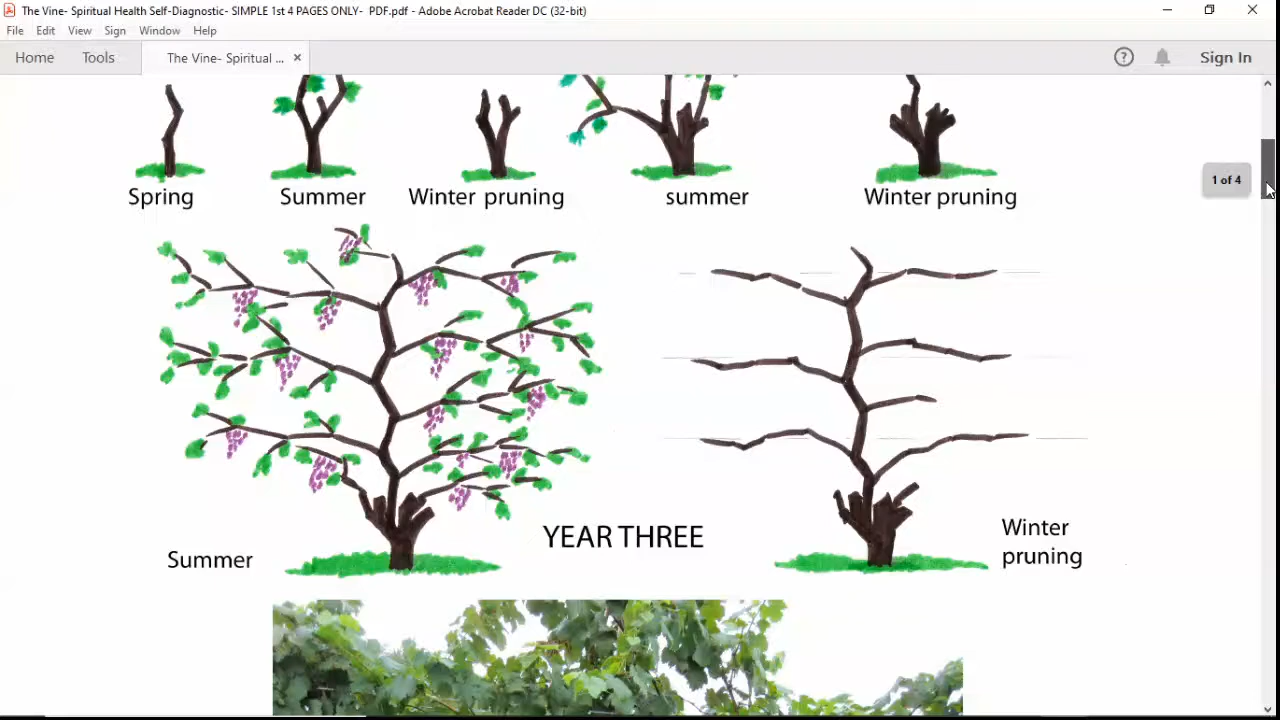 The Vine- Spiritual Health Self-Diagnostic- SIMPLE 1st 4 PAGES ONLY- PDF.pdf - Adobe Acrobat Reader DC (32-bit)
File Edit View Sign Window Help
Home Tools The Vine- Spiritual ... × ? Sign In
1 of 4
Spring Summer Winter pruning summer Winter pruning
YEAR THREE
Winter
pruning
Summer